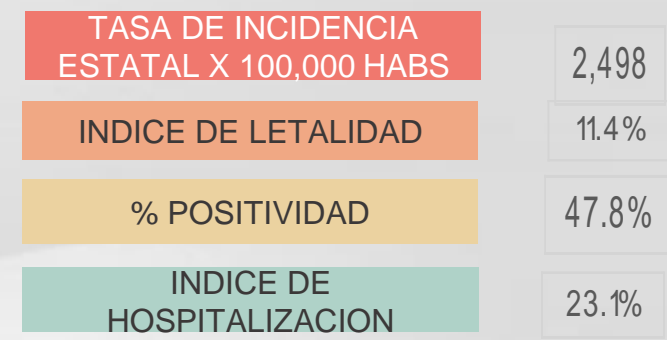 TASA DE INCIDENCIA
ESTATAL X 100,000 HABS
2,498
INDICE DE LETALIDAD
11.4%
% POSITIVIDAD
47.8%
INDICE DE
HOSPITALIZACION
23.1%